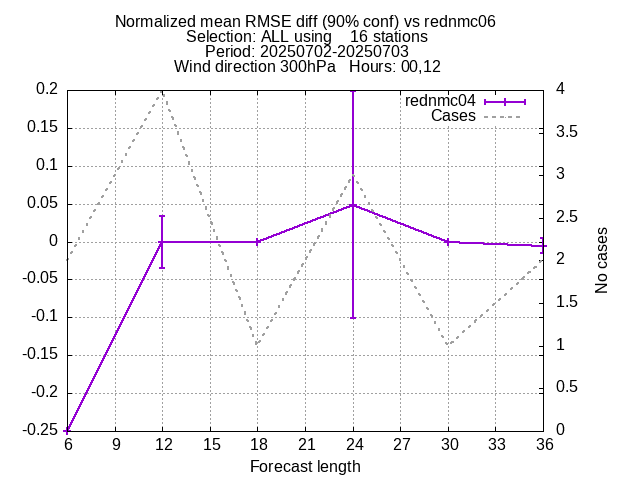 Normalized mean RMSE diff (90% conf) vs rednmc06
Selection: ALL using    16 stations
Period: 20250702-20250703
Wind direction 300hPa   Hours: 00,12
rednmc04
Cases
0.2
0.15
0.1
0.05
0
-0.05
-0.1
-0.15
-0.2
-0.25
4
3.5
3
2.5
2
1.5
1
0.5
0
No cases
6 9 12 15 18 21 24 27 30 33 36
Forecast length